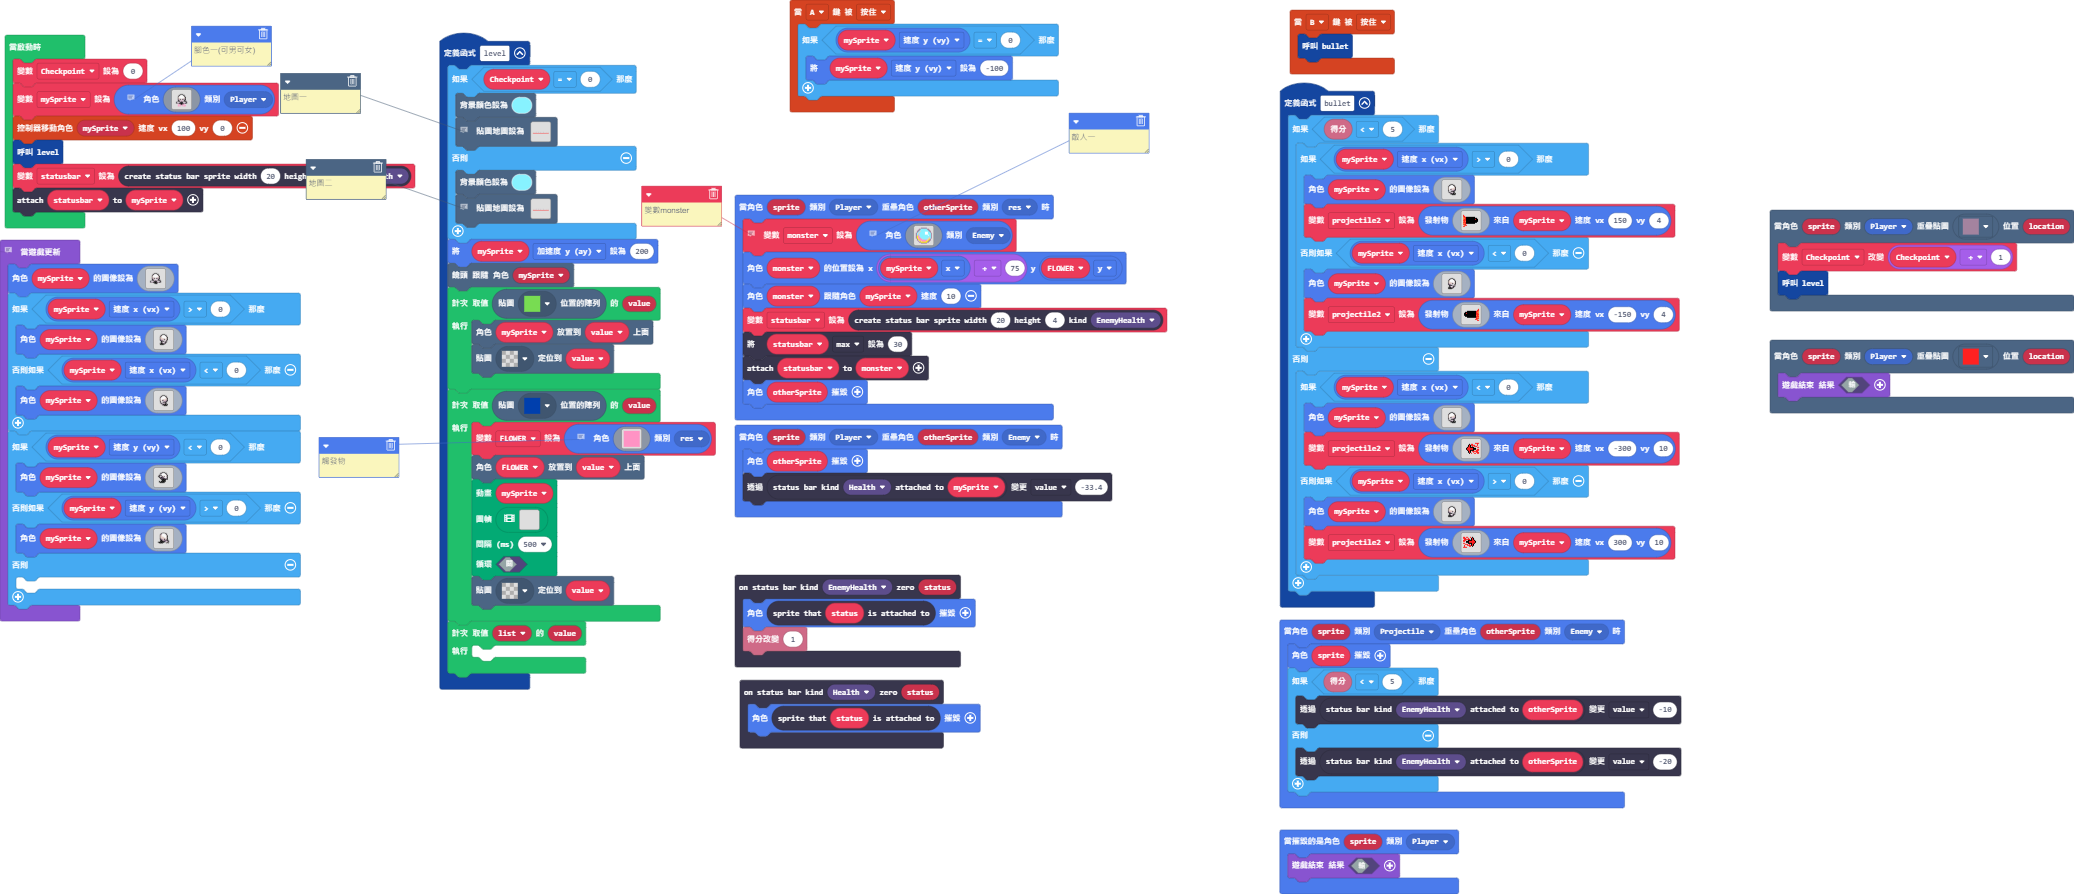 當啟動時
變數 Checkpoint 設為 0
變數 mySprite 設為 角色 類別 Player
控制器移動角色 mySprite 速度 vx 100 vy 0
呼叫 level
變數 statusbar 設為 create status bar sprite width 20 heigh
attach statusbar to mySprite
腳色一(可男可女)
地圖一
地圖二
當遊戲更新
角色 mySprite 的圖像設為
如果 mySprite 速度 x (vx) > 0 那麼
角色 mySprite 的圖像設為
否則如果 mySprite 速度 x (vx) < 0 那麼
角色 mySprite 的圖像設為
如果 mySprite 速度 y (vy) < 0 那麼
角色 mySprite 的圖像設為
否則如果 mySprite 速度 y (vy) > 0 那麼
角色 mySprite 的圖像設為
否則
定義函式 level
如果 Checkpoint = 0 那麼
背景顏色設為
貼圖地圖設為
否則
背景顏色設為
貼圖地圖設為
將 mySprite 加速度 y (ay) 設為 200
鏡頭 跟隨 角色 mySprite
計次 取值 貼圖 位置的陣列 的 value
執行
角色 mySprite 放置到 value 上面
貼圖 定位到 value
計次 取值 貼圖 位置的陣列 的 value
執行
變數 FLOWER 設為 角色 類別 res
角色 FLOWER 放置到 value 上面
動畫 mySprite
圖幀
間隔 (ms) 500
循環
貼圖 定位到 value
計次 取值 list 的 value
執行
觸發物
變數monster
當 A 鍵 被 按住
如果 mySprite 速度 y (vy) = 0 那麼
將 mySprite 速度 y (vy) 設為 -100
敵人一
當角色 sprite 類別 Player 重疊角色 otherSprite 類別 res 時
變數 monster 設為 角色 類別 Enemy
角色 monster 的位置設為 x mySprite x + 75 y FLOWER y
角色 monster 跟隨角色 mySprite 速度 10
變數 statusbar 設為 create status bar sprite width 20 height 4 kind EnemyHealth
將 statusbar max 設為 30
attach statusbar to monster
角色 otherSprite 摧毀
當角色 sprite 類別 Player 重疊角色 otherSprite 類別 Enemy 時
角色 otherSprite 摧毀
透過 status bar kind Health attached to mySprite 變更 value -33.4
on status bar kind EnemyHealth zero status
角色 sprite that status is attached to 摧毀
得分改變 1
on status bar kind Health zero status
角色 sprite that status is attached to 摧毀
當 B 鍵 被 按住
呼叫 bullet
定義函式 bullet
如果 得分 < 5 那麼
如果 mySprite 速度 x (vx) > 0 那麼
角色 mySprite 的圖像設為
變數 projectile2 設為 發射物 來自 mySprite 速度 vx 150 vy 4
否則如果 mySprite 速度 x (vx) < 0 那麼
角色 mySprite 的圖像設為
變數 projectile2 設為 發射物 來自 mySprite 速度 vx -150 vy 4
否則
如果 mySprite 速度 x (vx) < 0 那麼
角色 mySprite 的圖像設為
變數 projectile2 設為 發射物 來自 mySprite 速度 vx -300 vy 10
否則如果 mySprite 速度 x (vx) > 0 那麼
角色 mySprite 的圖像設為
變數 projectile2 設為 發射物 來自 mySprite 速度 vx 300 vy 10
當角色 sprite 類別 Projectile 重疊角色 otherSprite 類別 Enemy 時
角色 sprite 摧毀
如果 得分 < 5 那麼
透過 status bar kind EnemyHealth attached to otherSprite 變更 value -10
否則
透過 status bar kind EnemyHealth attached to otherSprite 變更 value -20
當摧毀的是角色 sprite 類別 Player
遊戲結束 結果 輸
當角色 sprite 類別 Player 重疊貼圖 位置 location
變數 Checkpoint 改變 Checkpoint + 1
呼叫 level
當角色 sprite 類別 Player 重疊貼圖 位置 location
遊戲結束 結果 輸